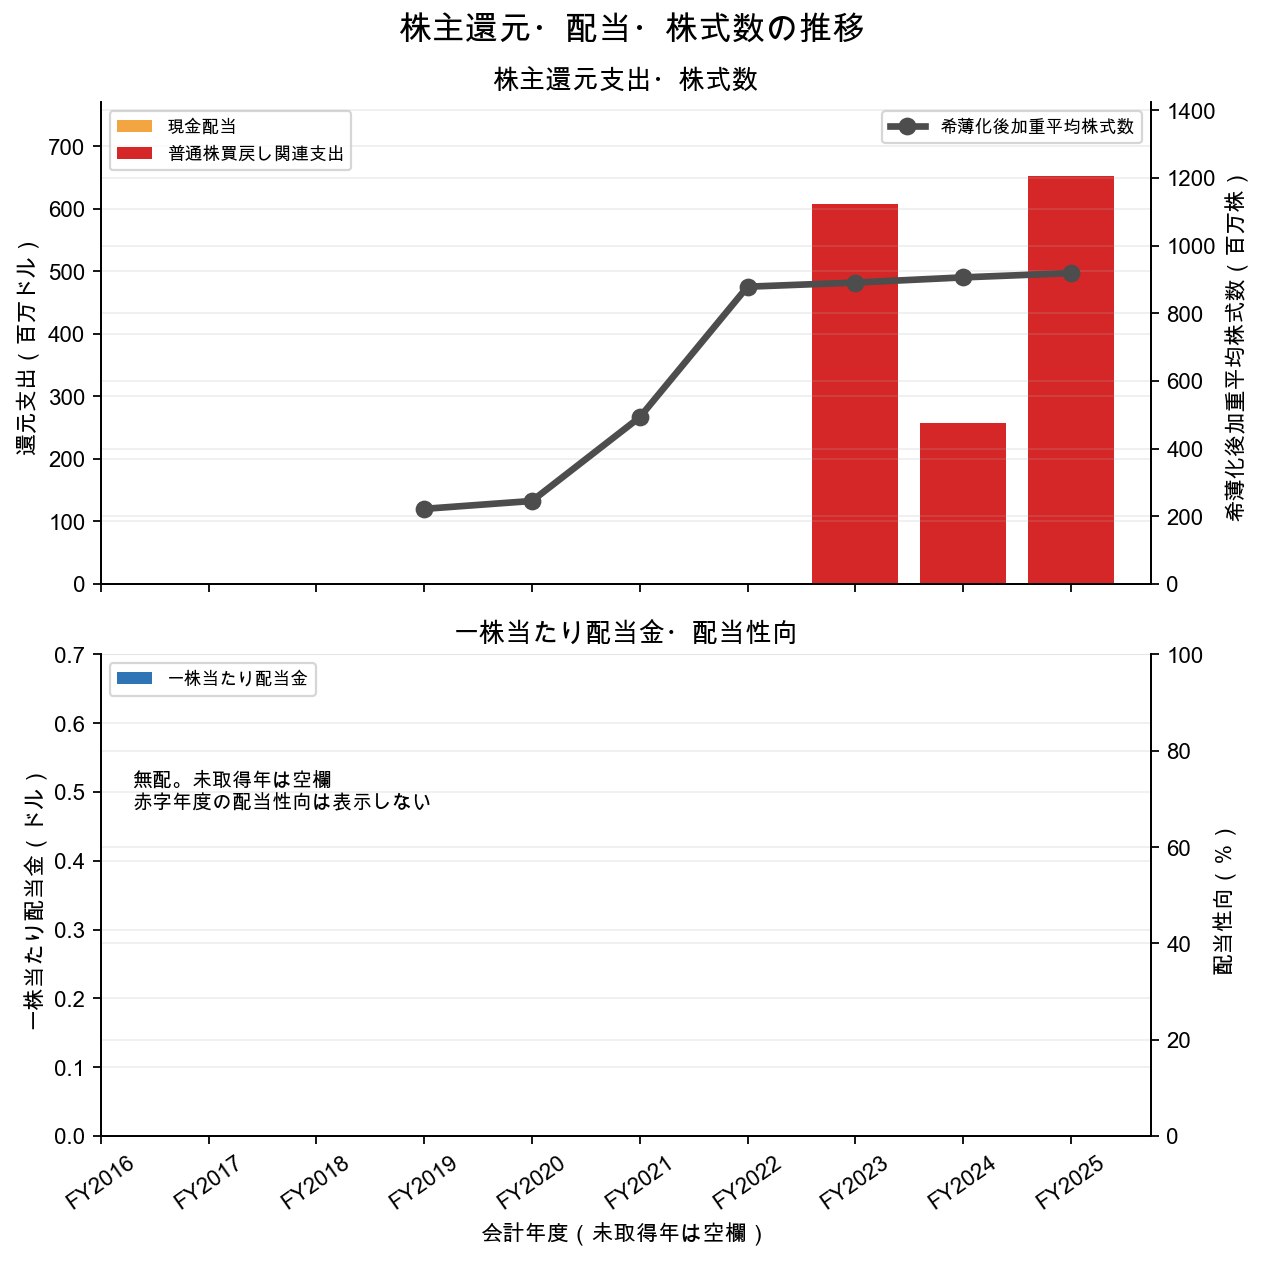 株主還元・配当・株式数の推移
株主還元支出・株式数
現金配当
普通株買戻し関連支出
希薄化後加重平均株式数
還元支出(百万ドル)
700
600
500
400
300
200
100
0
1400
1200
1000
800
600
400
200
0
希薄化後加重平均株式数(百万株)
一株当たり配当金・配当性向
一株当たり配当金
無配。未取得年は空欄
赤字年度の配当性向は表示しない
一株当たり配当金(ドル)
0.7
0.6
0.5
0.4
0.3
0.2
0.1
0.0
100
80
60
40
20
0
配当性向(%)
FY2016 FY2017 FY2018 FY2019 FY2020 FY2021 FY2022 FY2023 FY2024 FY2025
会計年度(未取得年は空欄)